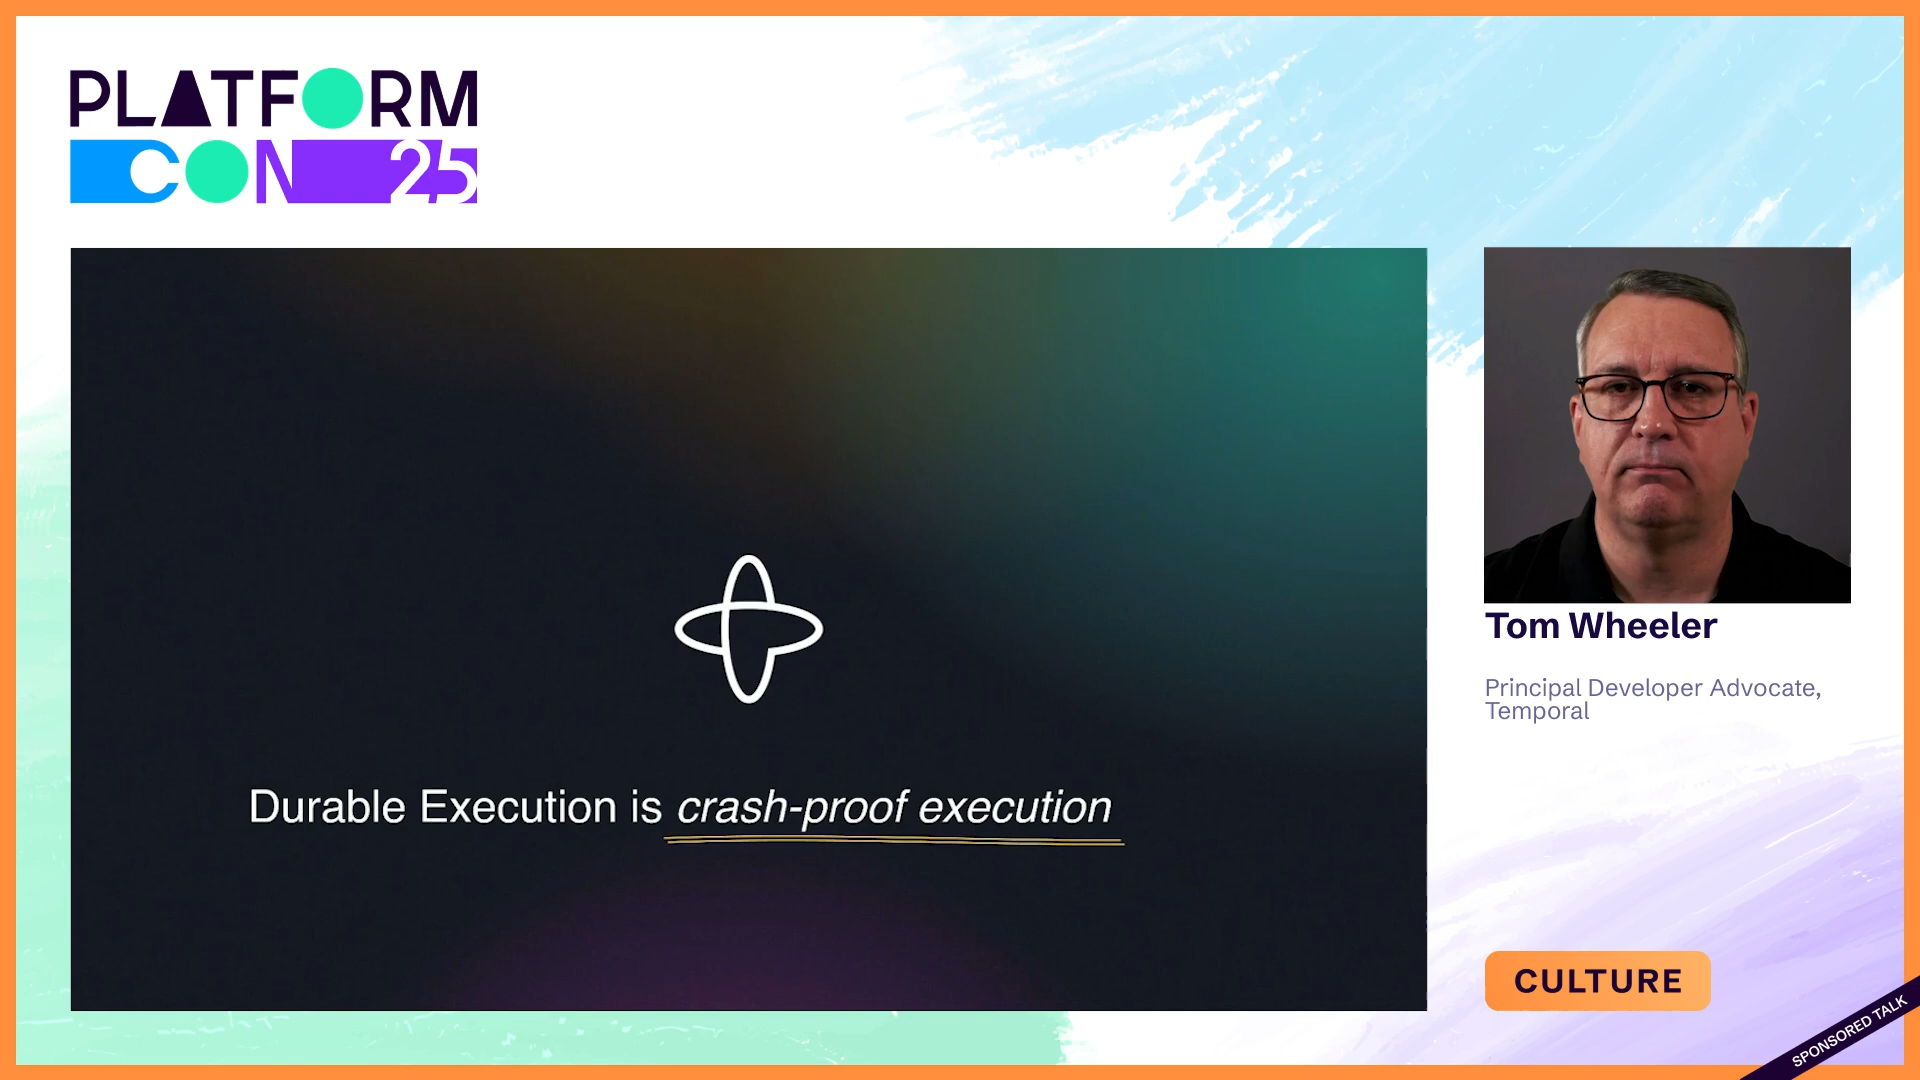 PLATFORM
CON 25
Durable Execution is crash-proof execution
Tom Wheeler
Principal Developer Advocate,
Temporal
CULTURE
SPONSORED TALK